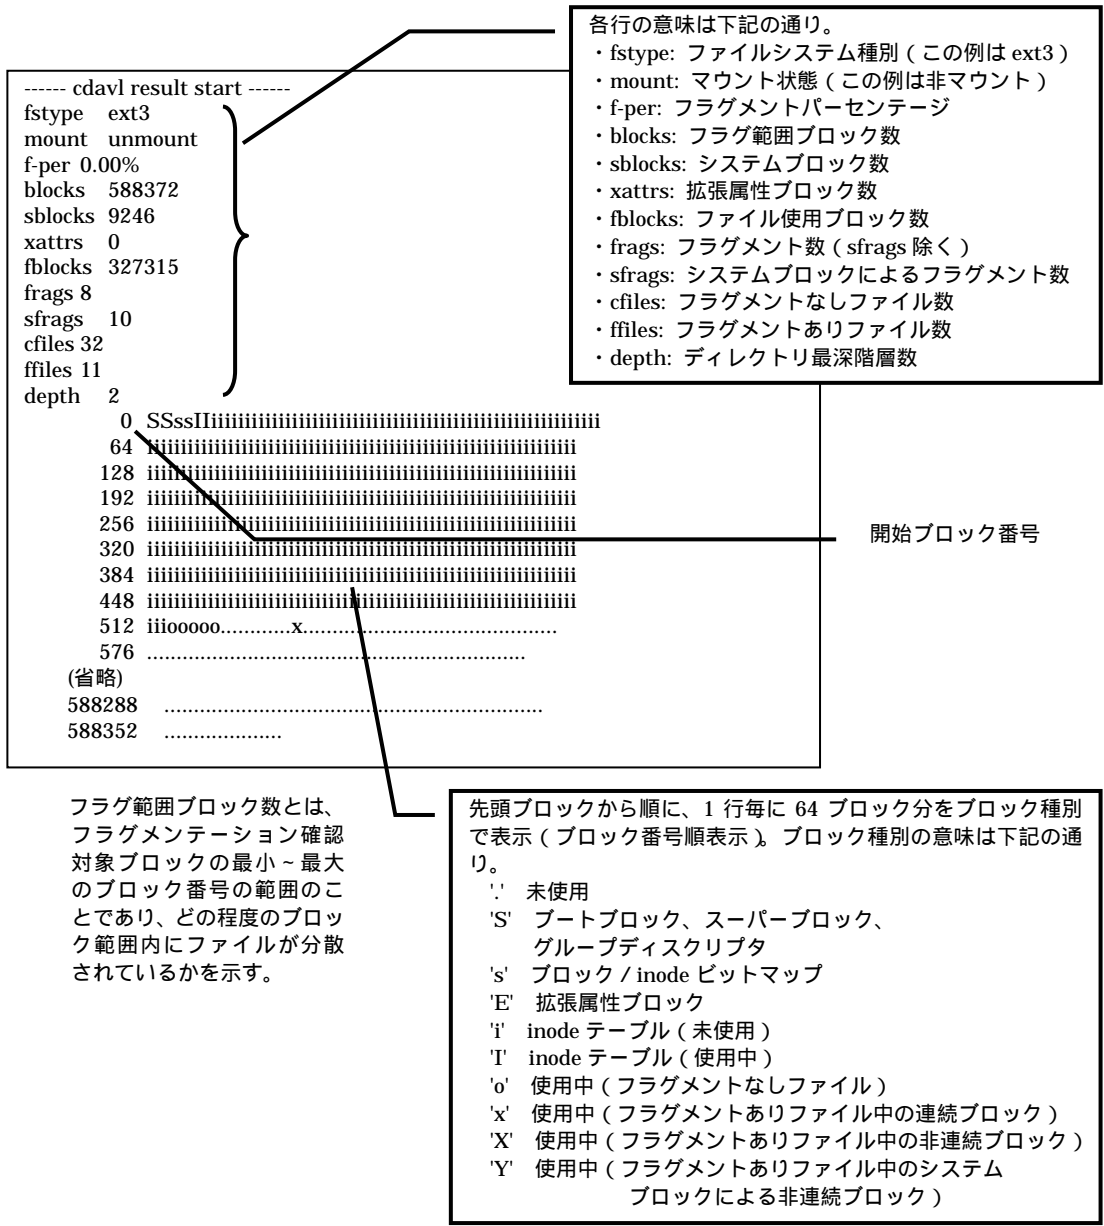 各行の意味は下記の通り。
・fstype: ファイルシステム種別（この例は ext3）
・mount: マウント状態（この例は非マウント）
・f-per: フラグメントパーセンテージ
・blocks: フラグ範囲ブロック数
・sblocks: システムブロック数
・xattrs: 拡張属性ブロック数
・fblocks: ファイル使用ブロック数
・frags: フラグメント数（sfrags 除く）
・sfrags: システムブロックによるフラグメント数
・cfiles: フラグメントなしファイル数
・ffiles: フラグメントありファイル数
・depth: ディレクトリ最深階層数
------ cdavl result start ------
fstype ext3
mount unmount
f-per 0.00%
blocks 588372
sblocks 9246
xattrs 0
fblocks 327315
frags 8
sfrags 10
cfiles 32
ffiles 11
depth 2
0 SSssIIiiiiiiiiiiiiiiiiiiiiiiiiiiiiiiiiiiiiiiiiiiiiiiiiiiiiiiiiii
64 iiiiiiiiiiiiiiiiiiiiiiiiiiiiiiiiiiiiiiiiiiiiiiiiiiiiiiiiiiiiiiii
128 iiiiiiiiiiiiiiiiiiiiiiiiiiiiiiiiiiiiiiiiiiiiiiiiiiiiiiiiiiiiiiii
192 iiiiiiiiiiiiiiiiiiiiiiiiiiiiiiiiiiiiiiiiiiiiiiiiiiiiiiiiiiiiiiii
256 iiiiiiiiiiiiiiiiiiiiiiiiiiiiiiiiiiiiiiiiiiiiiiiiiiiiiiiiiiiiiiii
320 iiiiiiiiiiiiiiiiiiiiiiiiiiiiiiiiiiiiiiiiiiiiiiiiiiiiiiiiiiiiiiii
384 iiiiiiiiiiiiiiiiiiiiiiiiiiiiiiiiiiiiiiiiiiiiiiiiiiiiiiiiiiiiiiii
448 iiiiiiiiiiiiiiiiiiiiiiiiiiiiiiiiiiiiiiiiiiiiiiiiiiiiiiiiiiiiiiii
512 iiiooooo............x...........................................
576 ................................................................
(省略)
588288 ................................................................
588352 ....................
開始ブロック番号
フラグ範囲ブロック数とは、
フラグメンテーション確認
対象ブロックの最小～最大
のブロック番号の範囲のこ
とであり、どの程度のブロッ
ク範囲内にファイルが分散
されているかを示す。
先頭ブロックから順に、1 行毎に 64 ブロック分をブロック種別
で表示（ブロック番号順表示）。ブロック種別の意味は下記の通
り。
'.' 未使用
'S' ブートブロック、スーパーブロック、
グループディスクリプタ
's' ブロック / inode ビットマップ
'E' 拡張属性ブロック
'i' inode テーブル（未使用）
'I' inode テーブル（使用中）
'o' 使用中（フラグメントなしファイル）
'x' 使用中（フラグメントありファイル中の連続ブロック）
'X' 使用中（フラグメントありファイル中の非連続ブロック）
'Y' 使用中（フラグメントありファイル中のシステム
ブロックによる非連続ブロック）